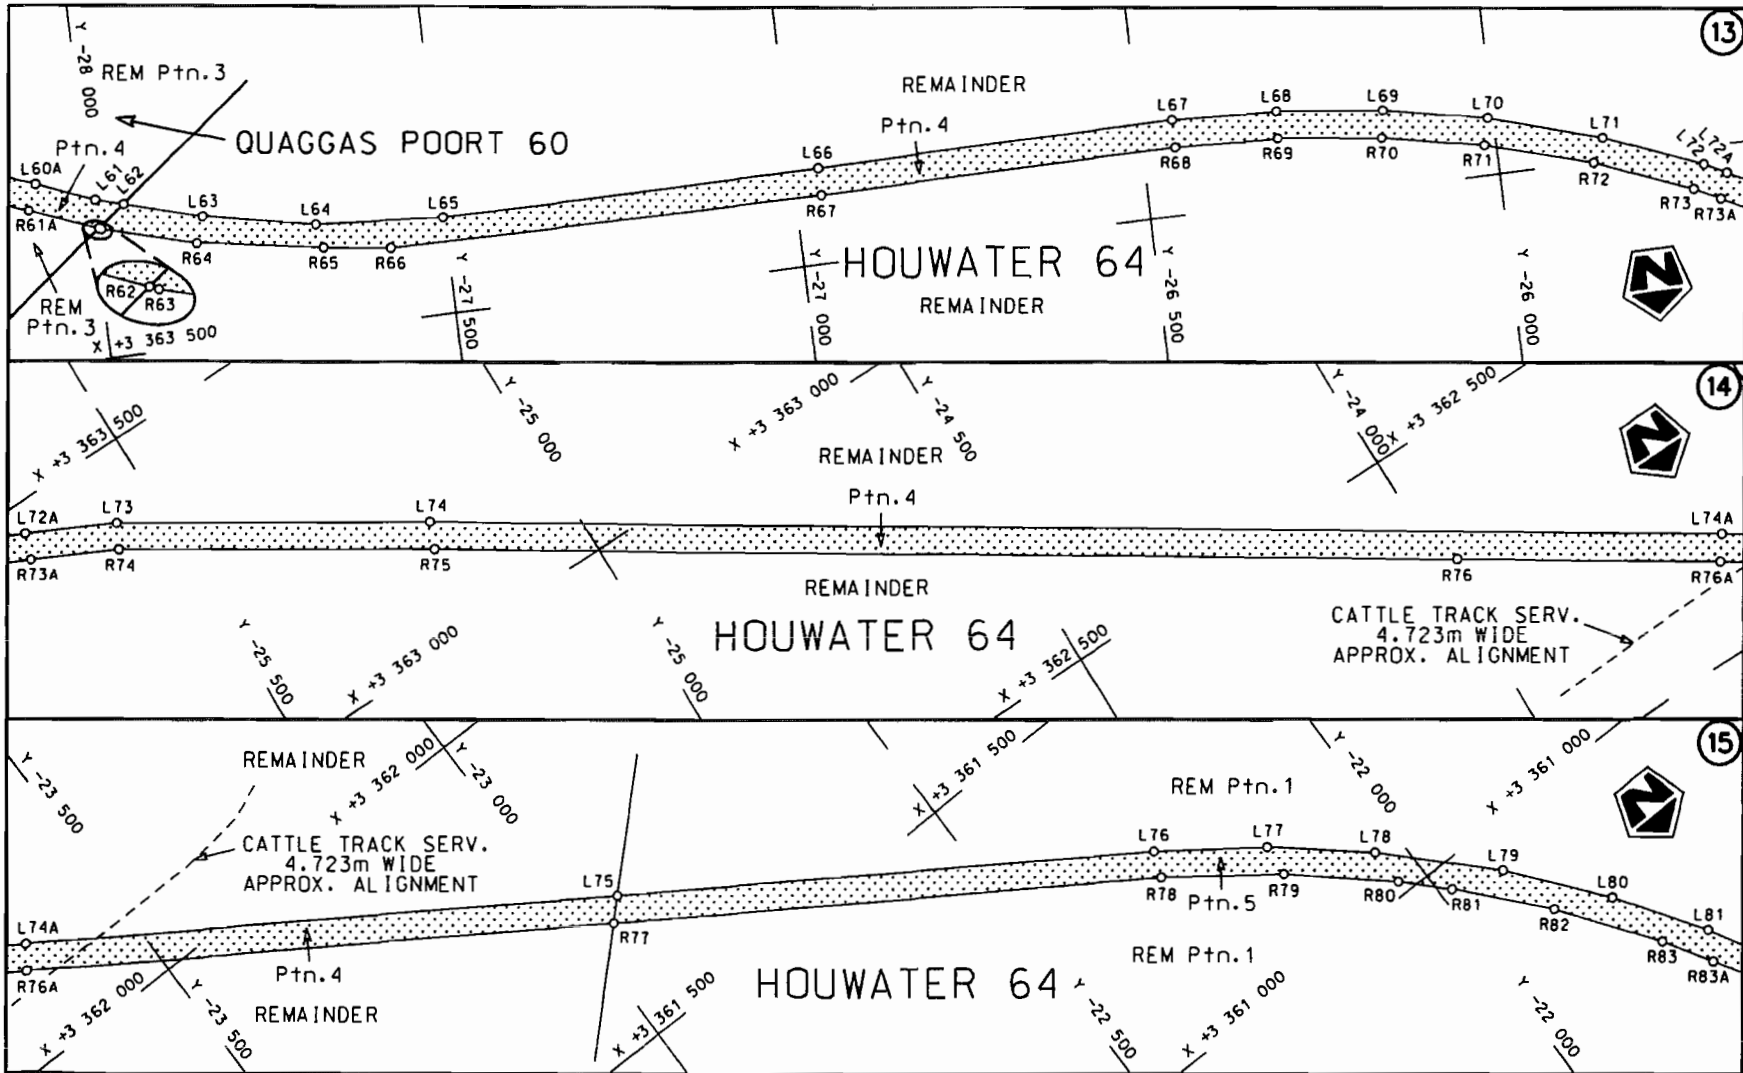 13
Y -28 000
REM Ptn.3
REMAINDER
L67
L68
L69
L70
L71
L72
L72A
Ptn.4
QUAGGAS POORT 60
Ptn.4
L60A
L61
L62
L63
L64
L65
L66
R61A
R64
R65
R66
R67
R68
R69
R70
R71
R72
R73
R73A
R62
R63
REM
Ptn.3
X +3 363 500
Y -27 500
Y -27 000
HOUWATER 64
REMAINDER
Y -26 500
Y -26 000
N
14
X +3 363 500
Y -25 000
X +3 363 000
Y -24 500
Y -24 000
X +3 362 500
N
REMAINDER
Ptn.4
L72A
L73
L74
L74A
R73A
R74
R75
R76
R76A
REMAINDER
HOUWATER 64
CATTLE TRACK SERV.
4.723m WIDE
APPROX. ALIGNMENT
Y -25 500
X +3 363 000
Y -25 000
X +3 362 500
15
Y -23 500
REMAINDER
X +3 362 000
Y -23 000
X +3 361 500
REM Ptn.1
Y -22 000
X +3 361 000
N
CATTLE TRACK SERV.
4.723m WIDE
APPROX. ALIGNMENT
L74A
L75
L76
L77
L78
L79
L80
L81
R76A
R77
R78
R79
R80
R81
R82
R83
R83A
Ptn.4
Ptn.5
REMAINDER
HOUWATER 64
REM Ptn.1
X +3 362 000
Y -23 500
X +3 361 500
Y -22 500
X +3 361 000
Y -22 000